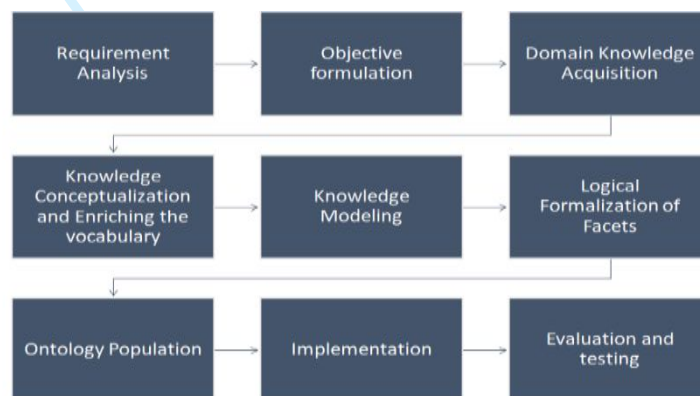 Requirement
Analysis
Objective
formulation
Domain Knowledge
Acquisition
Knowledge
Conceptualization
and Enriching the
vocabulary
Knowledge
Modeling
Logical
Formalization of
Facets
Ontology Population
Implementation
Evaluation and
testing